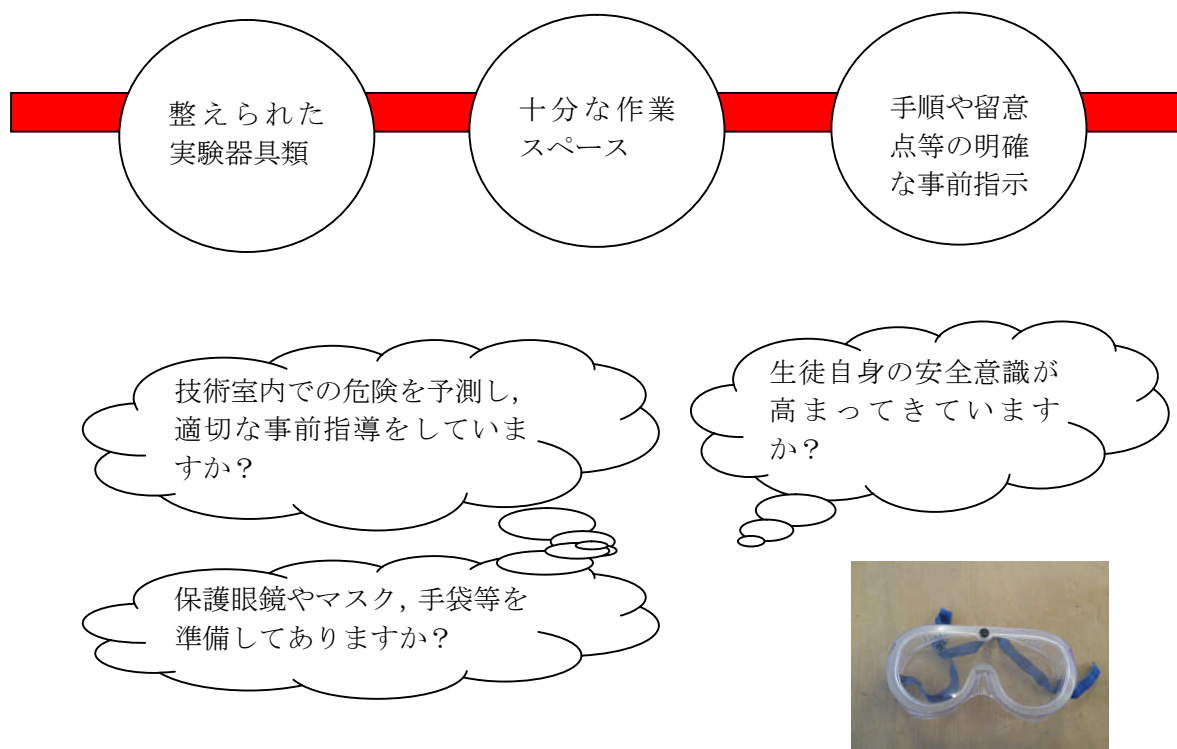 整えられた
実験器具類
十分な作業
スペース
手順や留意
点等の明確
な事前指示
技術室内での危険を予測し，
適切な事前指導をしていま
すか？
生徒自身の安全意識が
高まってきています
か？
保護眼鏡やマスク，手袋等を
準備してありますか？